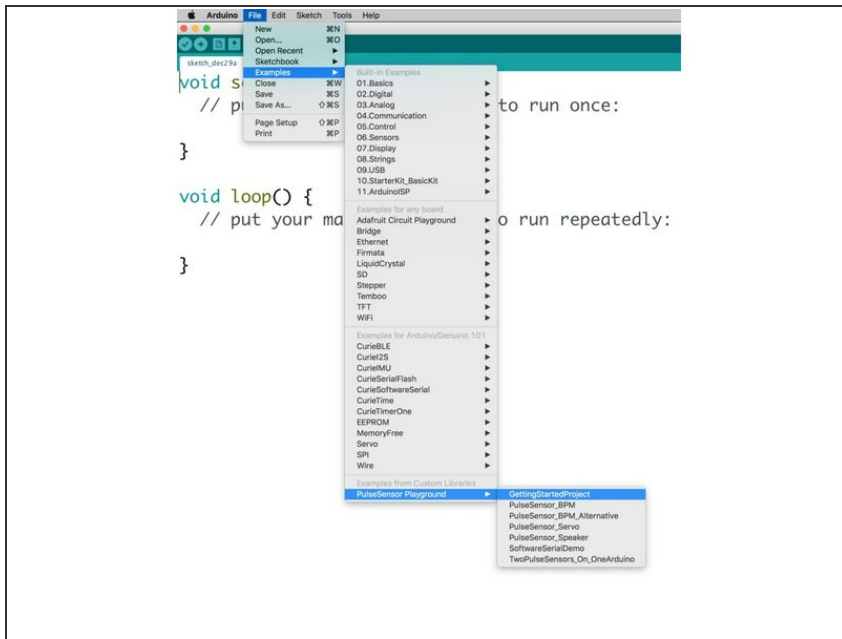 Arduino File Edit Sketch Tools Help
New ⌘N
Open... ⌘O
Open Recent ▶
Sketchbook ▶
Examples ▶
Close ⌘W
Save ⌘S
Save As... ⇧⌘S
Page Setup ⇧⌘P
Print ⌘P
sketch_dec29a
void s
// p
to run once:
}
void loop() {
// put your ma
o run repeatedly:
}
Built-in Examples
01.Basics ▶
02.Digital ▶
03.Analog ▶
04.Communication ▶
05.Control ▶
06.Sensors ▶
07.Display ▶
08.Strings ▶
09.USB ▶
10.StarterKit_BasicKit ▶
11.ArduinoISP ▶
Examples for any board
Adafruit Circuit Playground ▶
Bridge ▶
Ethernet ▶
Firmata ▶
LiquidCrystal ▶
SD ▶
Stepper ▶
Temboo ▶
TFT ▶
WiFi ▶
Examples for Arduino/Genuino 101
CurieBLE ▶
CurieI2S ▶
CurieIMU ▶
CurieSerialFlash ▶
CurieSoftwareSerial ▶
CurieTime ▶
CurieTimerOne ▶
EEPROM ▶
MemoryFree ▶
Servo ▶
SPI ▶
Wire ▶
Examples from Custom Libraries
PulseSensor Playground ▶
GettingStartedProject
PulseSensor_BPM
PulseSensor_BPM_Alternative
PulseSensor_Servo
PulseSensor_Speaker
SoftwareSerialDemo
TwoPulseSensors_On_OneArduino